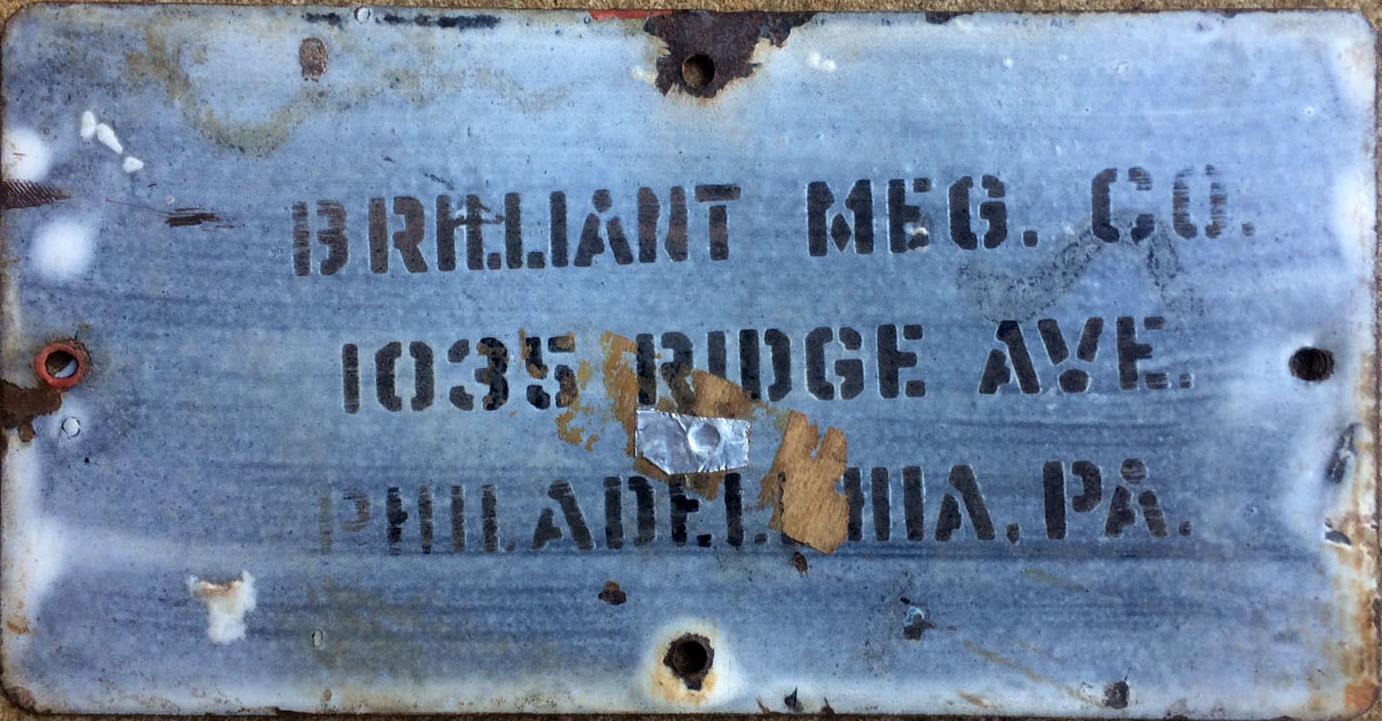 BRILLIANT MFG. CO.
1035 RIDGE AVE.
PHILADELPHIA, PA.